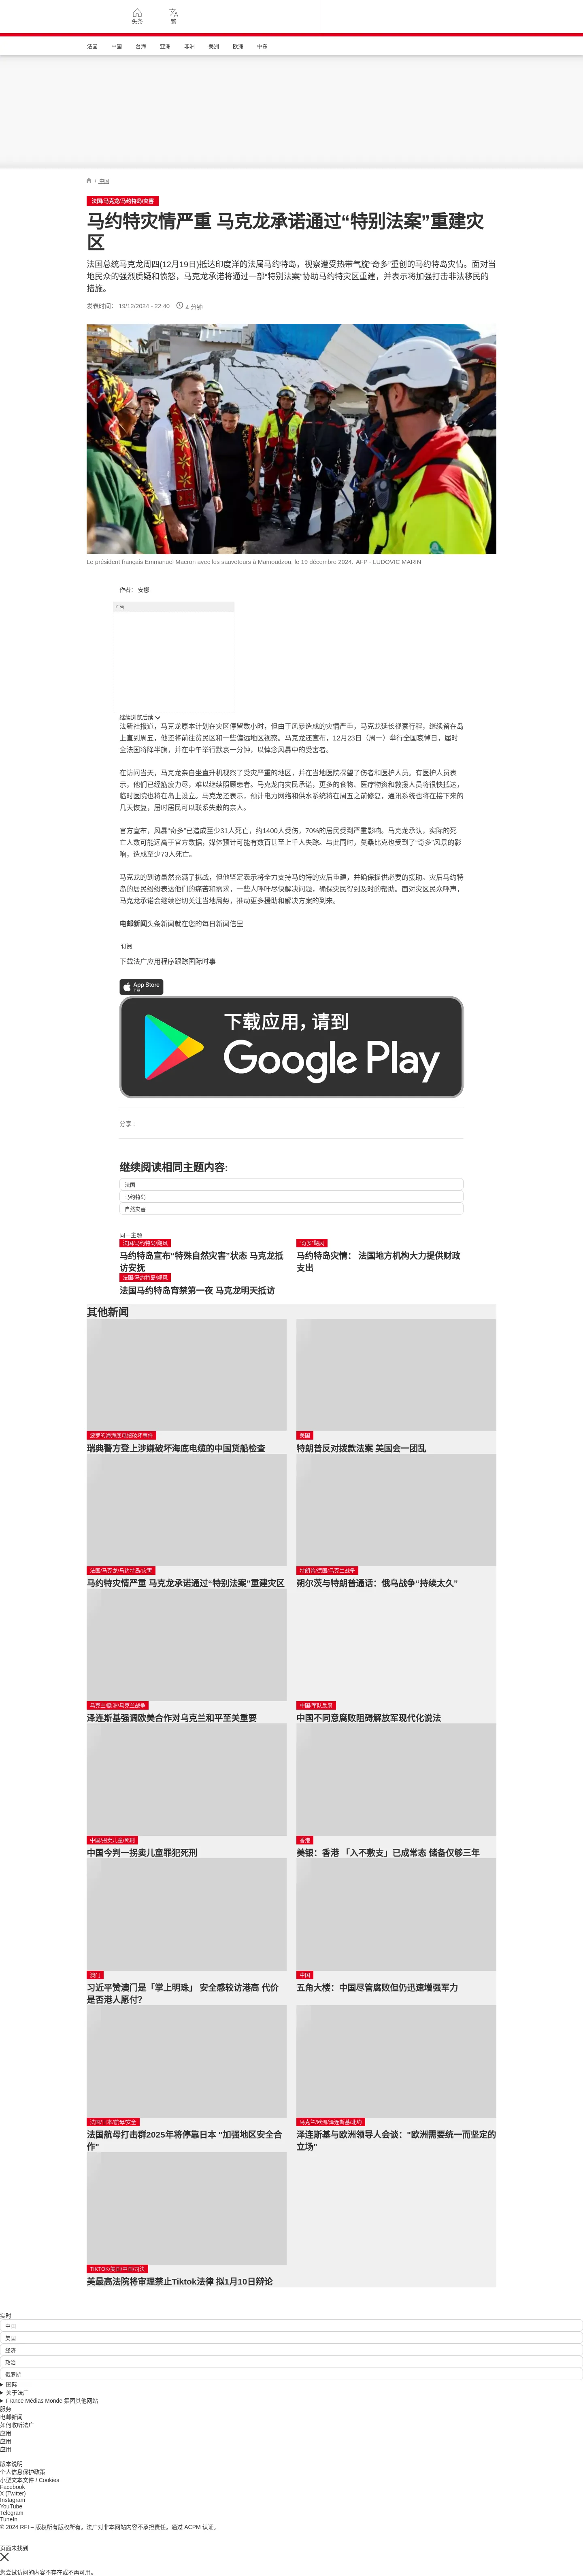 头条
繁
法国
中国
台海
亚洲
非洲
美洲
欧洲
中东
/ 中国
法国/马克龙/马约特岛/灾害
马约特灾情严重 马克龙承诺通过“特别法案”重建灾
区
法国总统马克龙周四(12月19日)抵达印度洋的法属马约特岛，视察遭受热带气旋“奇多”重创的马约特岛灾情。面对当
地民众的强烈质疑和愤怒，马克龙承诺将通过一部“特别法案”协助马约特灾区重建，并表示将加强打击非法移民的
措施。
发表时间： 19/12/2024 - 22:40
4 分钟
Le président français Emmanuel Macron avec les sauveteurs à Mamoudzou, le 19 décembre 2024. AFP - LUDOVIC MARIN
作者： 安娜
广告
继续浏览后续
法新社报道，马克龙原本计划在灾区停留数小时，但由于风暴造成的灾情严重，马克龙延长视察行程，继续留在岛
上直到周五，他还将前往贫民区和一些偏远地区视察。马克龙还宣布，12月23日（周一）举行全国哀悼日，届时
全法国将降半旗，并在中午举行默哀一分钟，以悼念风暴中的受害者。
在访问当天，马克龙亲自坐直升机视察了受灾严重的地区，并在当地医院探望了伤者和医护人员。有医护人员表
示，他们已经筋疲力尽，难以继续照顾患者。马克龙向灾民承诺，更多的食物、医疗物资和救援人员将很快抵达，
临时医院也将在岛上设立。马克龙还表示，预计电力网络和供水系统将在周五之前修复，通讯系统也将在接下来的
几天恢复，届时居民可以联系失散的亲人。
官方宣布，风暴“奇多”已造成至少31人死亡，约1400人受伤，70%的居民受到严重影响。马克龙承认，实际的死
亡人数可能远高于官方数据，媒体预计可能有数百甚至上千人失踪。与此同时，莫桑比克也受到了“奇多”风暴的影
响，造成至少73人死亡。
马克龙的到访虽然充满了挑战，但他坚定表示将全力支持马约特的灾后重建，并确保提供必要的援助。灾后马约特
岛的居民纷纷表达他们的痛苦和需求，一些人呼吁尽快解决问题，确保灾民得到及时的帮助。面对灾区民众呼声，
马克龙承诺会继续密切关注当地局势，推动更多援助和解决方案的到来。
电邮新闻头条新闻就在您的每日新闻信里
订阅
下载法广应用程序跟踪国际时事
App Store
下载
下载应用，请到
Google Play
分享 :
继续阅读相同主题内容:
法国
马约特岛
自然灾害
同一主题
法国/马约特岛/飓风
马约特岛宣布“特殊自然灾害”状态 马克龙抵
访安抚
“奇多”飓风
马约特岛灾情： 法国地方机构大力提供财政
支出
法国/马约特岛/飓风
法国马约特岛宵禁第一夜 马克龙明天抵访
其他新闻
波罗的海海底电缆破坏事件
瑞典警方登上涉嫌破坏海底电缆的中国货船检查
美国
特朗普反对拨款法案 美国会一团乱
法国/马克龙/马约特岛/灾害
马约特灾情严重 马克龙承诺通过“特别法案”重建灾区
特朗普/德国/乌克兰战争
朔尔茨与特朗普通话：俄乌战争“持续太久”
乌克兰/欧洲/乌克兰战争
泽连斯基强调欧美合作对乌克兰和平至关重要
中国/军队反腐
中国不同意腐败阻碍解放军现代化说法
中国/拐卖儿童/死刑
中国今判一拐卖儿童罪犯死刑
香港
美银：香港 「入不敷支」已成常态 储备仅够三年
澳门
习近平赞澳门是「掌上明珠」 安全感较访港高 代价
是否港人愿付?
中国
五角大楼：中国尽管腐败但仍迅速增强军力
法国/日本/航母/安全
法国航母打击群2025年将停靠日本 "加强地区安全合
作"
乌克兰/欧洲/泽连斯基/北约
泽连斯基与欧洲领导人会谈："欧洲需要统一而坚定的
立场"
TIKTOK/美国/中国/司法
美最高法院将审理禁止Tiktok法律 拟1月10日辩论
实时
中国
美国
经济
政治
俄罗斯
国际
关于法广
France Médias Monde 集团其他网站
服务
电邮新闻
如何收听法广
应用
应用
应用
版本说明
个人信息保护政策
小型文本文件 / Cookies
Facebook
X (Twitter)
Instagram
YouTube
Telegram
TuneIn
© 2024 RFI – 版权所有版权所有。法广对非本网站内容不承担责任。通过 ACPM 认证。
页面未找到
您尝试访问的内容不存在或不再可用。